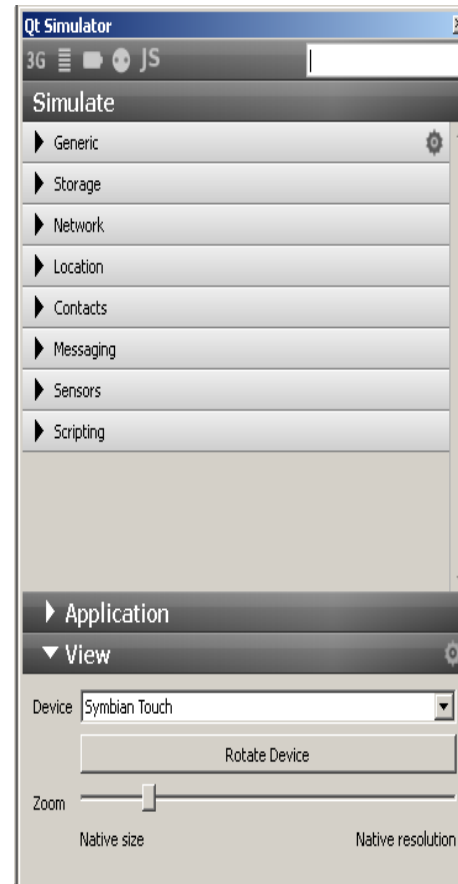 Qt Simulator
3G JS
Simulate
Generic
Storage
Network
Location
Contacts
Messaging
Sensors
Scripting
Application
View
Device Symbian Touch
Rotate Device
Zoom
Native size Native resolution